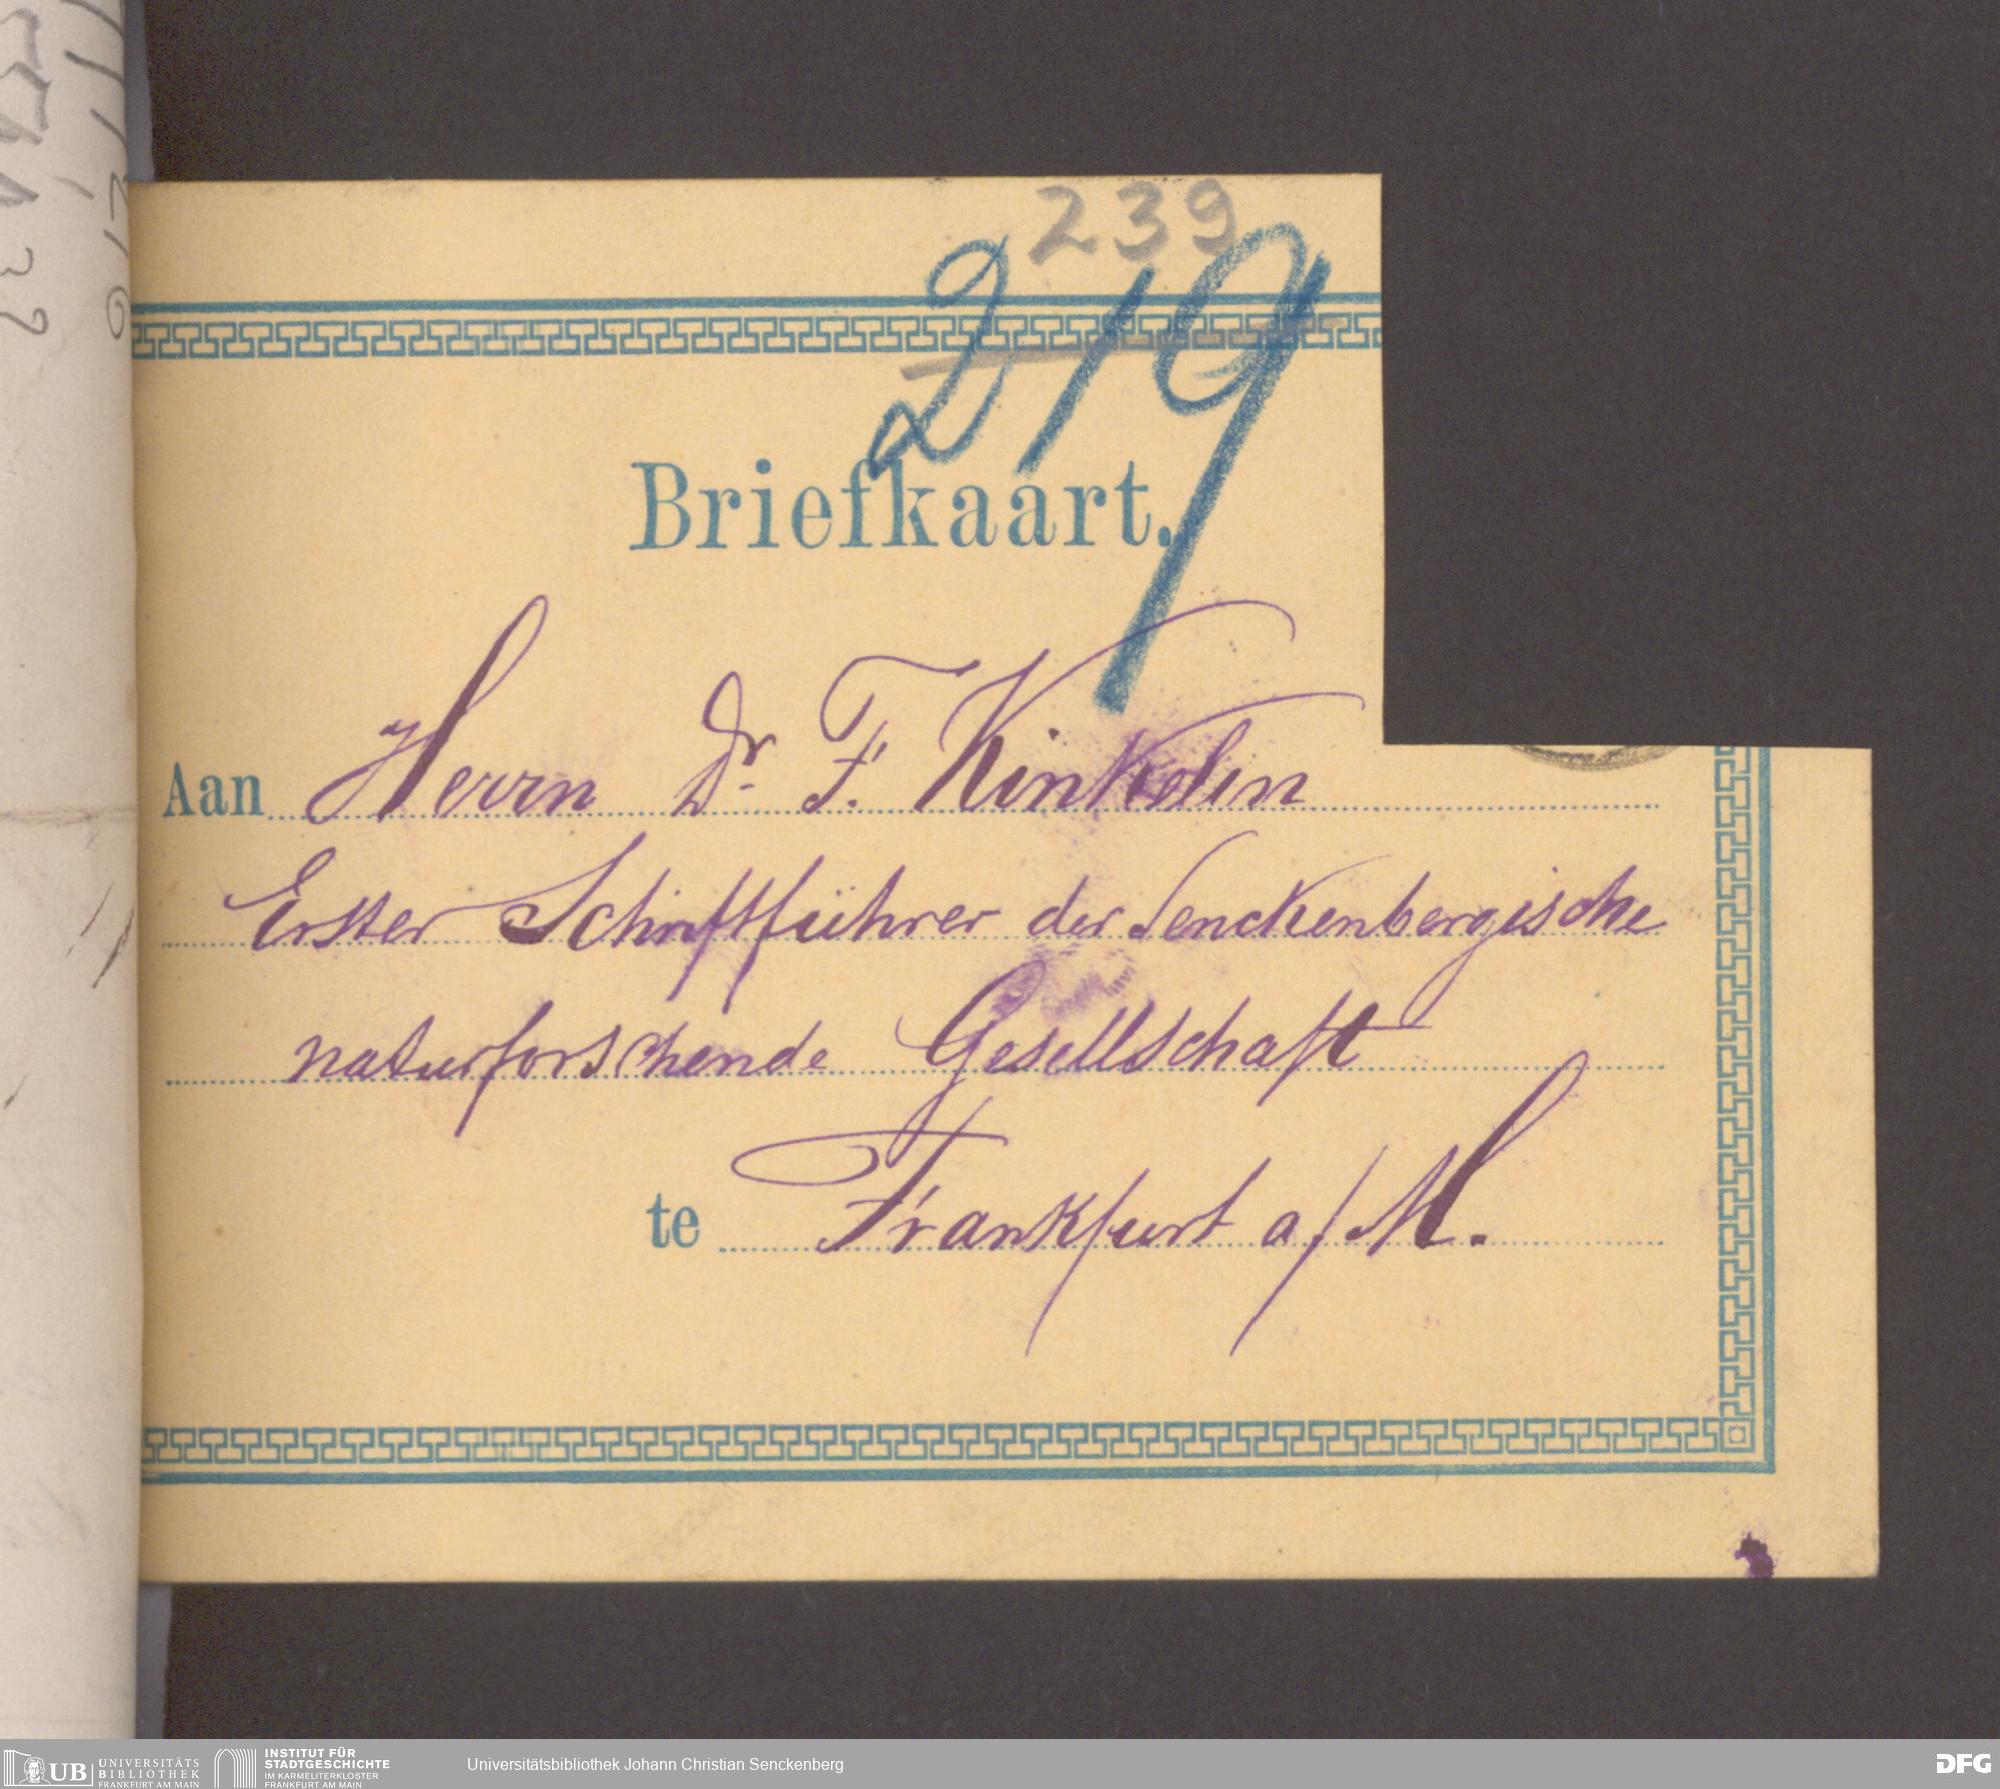 239
219
Briefkaart.
Aan Herrn Dr. F. Kinkelin
Erster Schriftführer der Senckenbergische
naturforschende Gesellschaft
te Frankfurt a/M.
UB UNIVERSITÄTS BIBLIOTHEK FRANKFURT AM MAIN
INSTITUT FÜR STADTGESCHICHTE IM KARMELITERKLOSTER FRANKFURT AM MAIN
Universitätsbibliothek Johann Christian Senckenberg
DFG